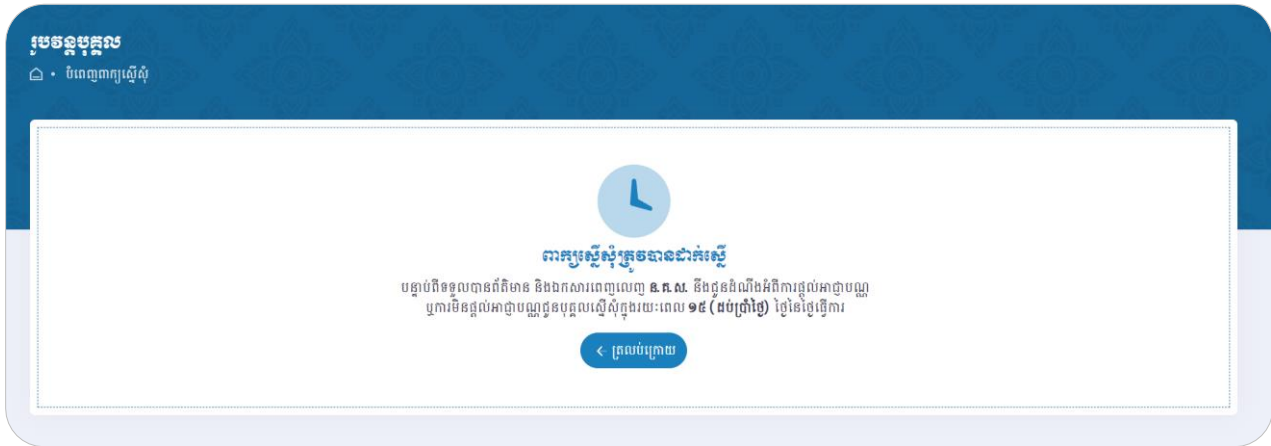 រូបវន្តបុគ្គល
• បំពេញពាក្យស្នើសុំ
ពាក្យស្នើសុំត្រូវបានដាក់ស្នើ
បន្ទាប់ពីទទួលបានព័ត៌មាន និងឯកសារពេញលេញ ន.គ.ស. នឹងជូនដំណឹងអំពីការផ្តល់អាជ្ញាបណ្ណ
ឬការមិនផ្តល់អាជ្ញាបណ្ណជូនបុគ្គលស្នើសុំក្នុងរយៈពេល ១៥ (ដប់ប្រាំថ្ងៃ) ថ្ងៃនៃថ្ងៃធ្វើការ
ត្រលប់ក្រោយ